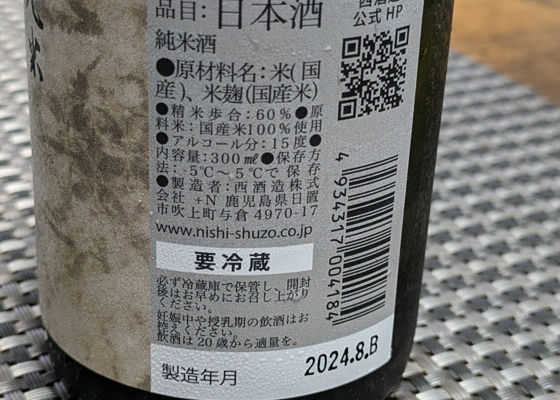 純米
品目：日本酒
純米酒
●原材料名：米（国
産）、米麹（国産米）
●精米歩合：60％●原
料米：国産米100％使用
●アルコール分：15度●
内容量：300㎖●保存方
法：-5℃～5℃で保存
●製造者：西酒造株式
会社 +N 鹿児島県日置
市吹上町与倉4970-17
www.nishi-shuzo.co.jp
要冷蔵
必ず冷蔵庫で保管し、開封
後はお早めにお召し上がり
ください。
妊娠中や授乳期の飲酒はお
控えください。
飲酒は20歳から適量を。
製造年月
2024.8.B
西酒造
公式HP
4 934317 004184